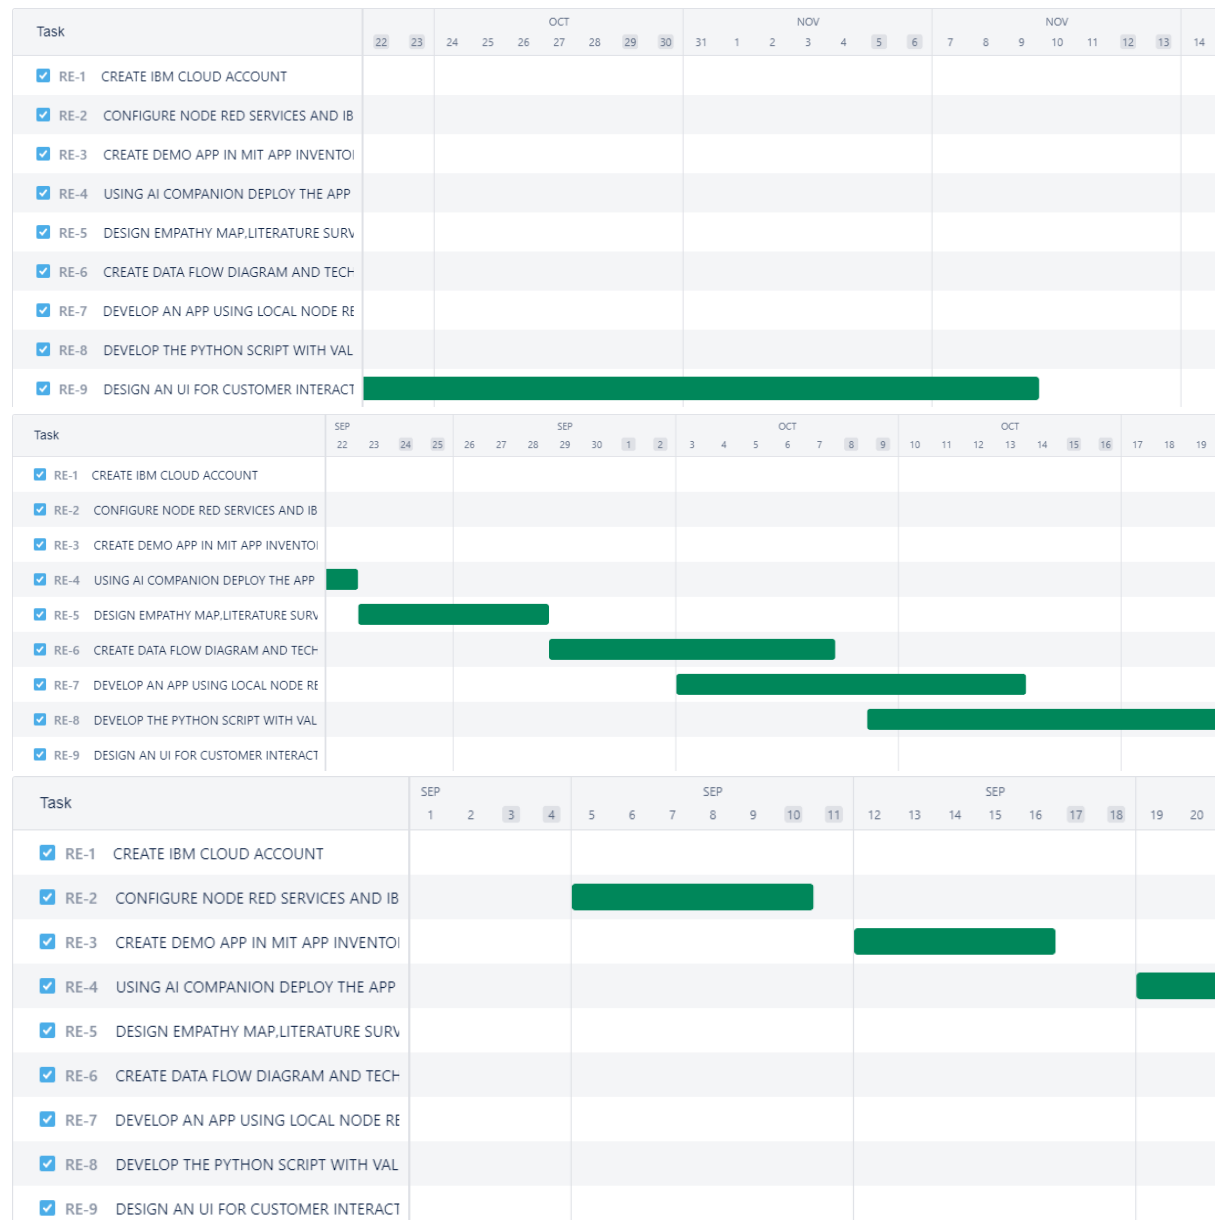 Task
OCT NOV NOV
22 23 24 25 26 27 28 29 30 31 1 2 3 4 5 6 7 8 9 10 11 12 13 14
RE-1 CREATE IBM CLOUD ACCOUNT
RE-2 CONFIGURE NODE RED SERVICES AND IB
RE-3 CREATE DEMO APP IN MIT APP INVENTO
RE-4 USING AI COMPANION DEPLOY THE APP
RE-5 DESIGN EMPATHY MAP,LITERATURE SURV
RE-6 CREATE DATA FLOW DIAGRAM AND TECH
RE-7 DEVELOP AN APP USING LOCAL NODE RE
RE-8 DEVELOP THE PYTHON SCRIPT WITH VAL
RE-9 DESIGN AN UI FOR CUSTOMER INTERACT
Task
SEP SEP OCT OCT
22 23 24 25 26 27 28 29 30 1 2 3 4 5 6 7 8 9 10 11 12 13 14 15 16 17 18 19
RE-1 CREATE IBM CLOUD ACCOUNT
RE-2 CONFIGURE NODE RED SERVICES AND IB
RE-3 CREATE DEMO APP IN MIT APP INVENTO
RE-4 USING AI COMPANION DEPLOY THE APP
RE-5 DESIGN EMPATHY MAP,LITERATURE SURV
RE-6 CREATE DATA FLOW DIAGRAM AND TECH
RE-7 DEVELOP AN APP USING LOCAL NODE RE
RE-8 DEVELOP THE PYTHON SCRIPT WITH VAL
RE-9 DESIGN AN UI FOR CUSTOMER INTERACT
Task
SEP SEP SEP
1 2 3 4 5 6 7 8 9 10 11 12 13 14 15 16 17 18 19 20
RE-1 CREATE IBM CLOUD ACCOUNT
RE-2 CONFIGURE NODE RED SERVICES AND IB
RE-3 CREATE DEMO APP IN MIT APP INVENTO
RE-4 USING AI COMPANION DEPLOY THE APP
RE-5 DESIGN EMPATHY MAP,LITERATURE SURV
RE-6 CREATE DATA FLOW DIAGRAM AND TECH
RE-7 DEVELOP AN APP USING LOCAL NODE RE
RE-8 DEVELOP THE PYTHON SCRIPT WITH VAL
RE-9 DESIGN AN UI FOR CUSTOMER INTERACT